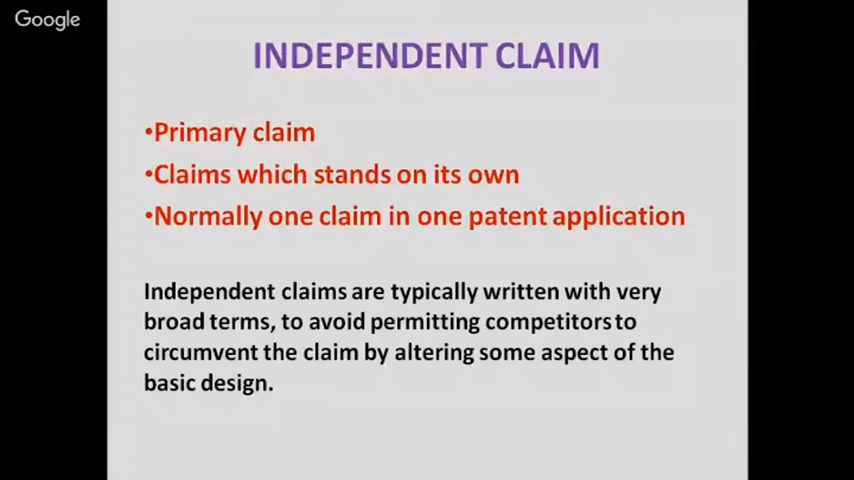 Google
INDEPENDENT CLAIM
•Primary claim
•Claims which stands on its own
•Normally one claim in one patent application
Independent claims are typically written with very
broad terms, to avoid permitting competitors to
circumvent the claim by altering some aspect of the
basic design.